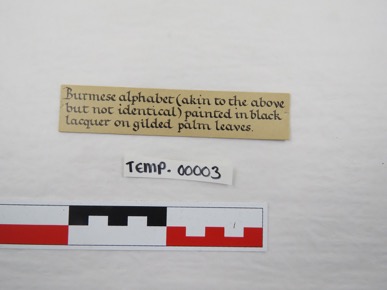 Burmese alphabet (akin to the above
but not identical) painted in black
lacquer on gilded palm leaves.
TEMP. 00003